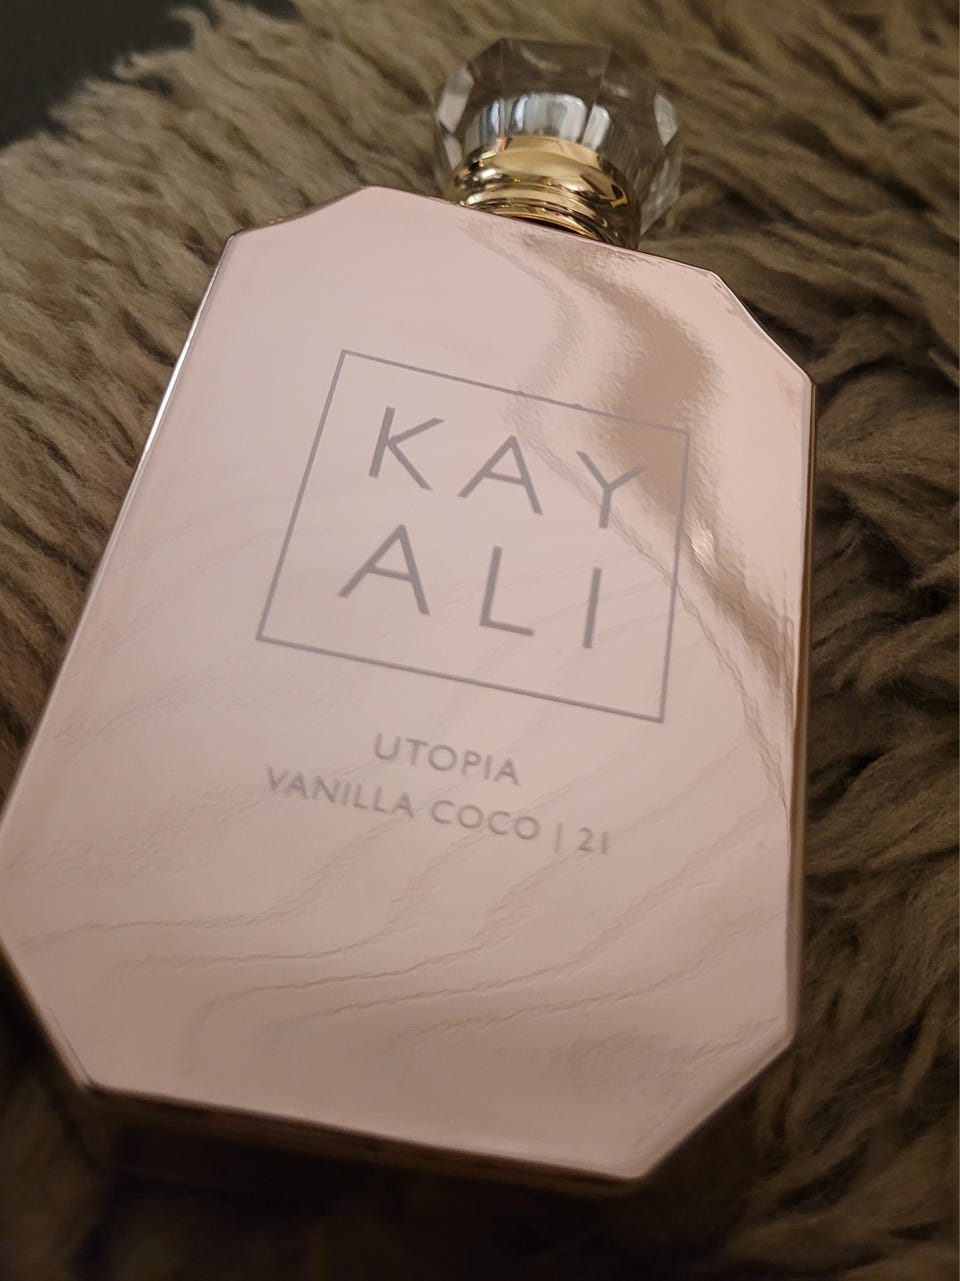 KAY
ALI
UTOPIA
VANILLA COCO | 21